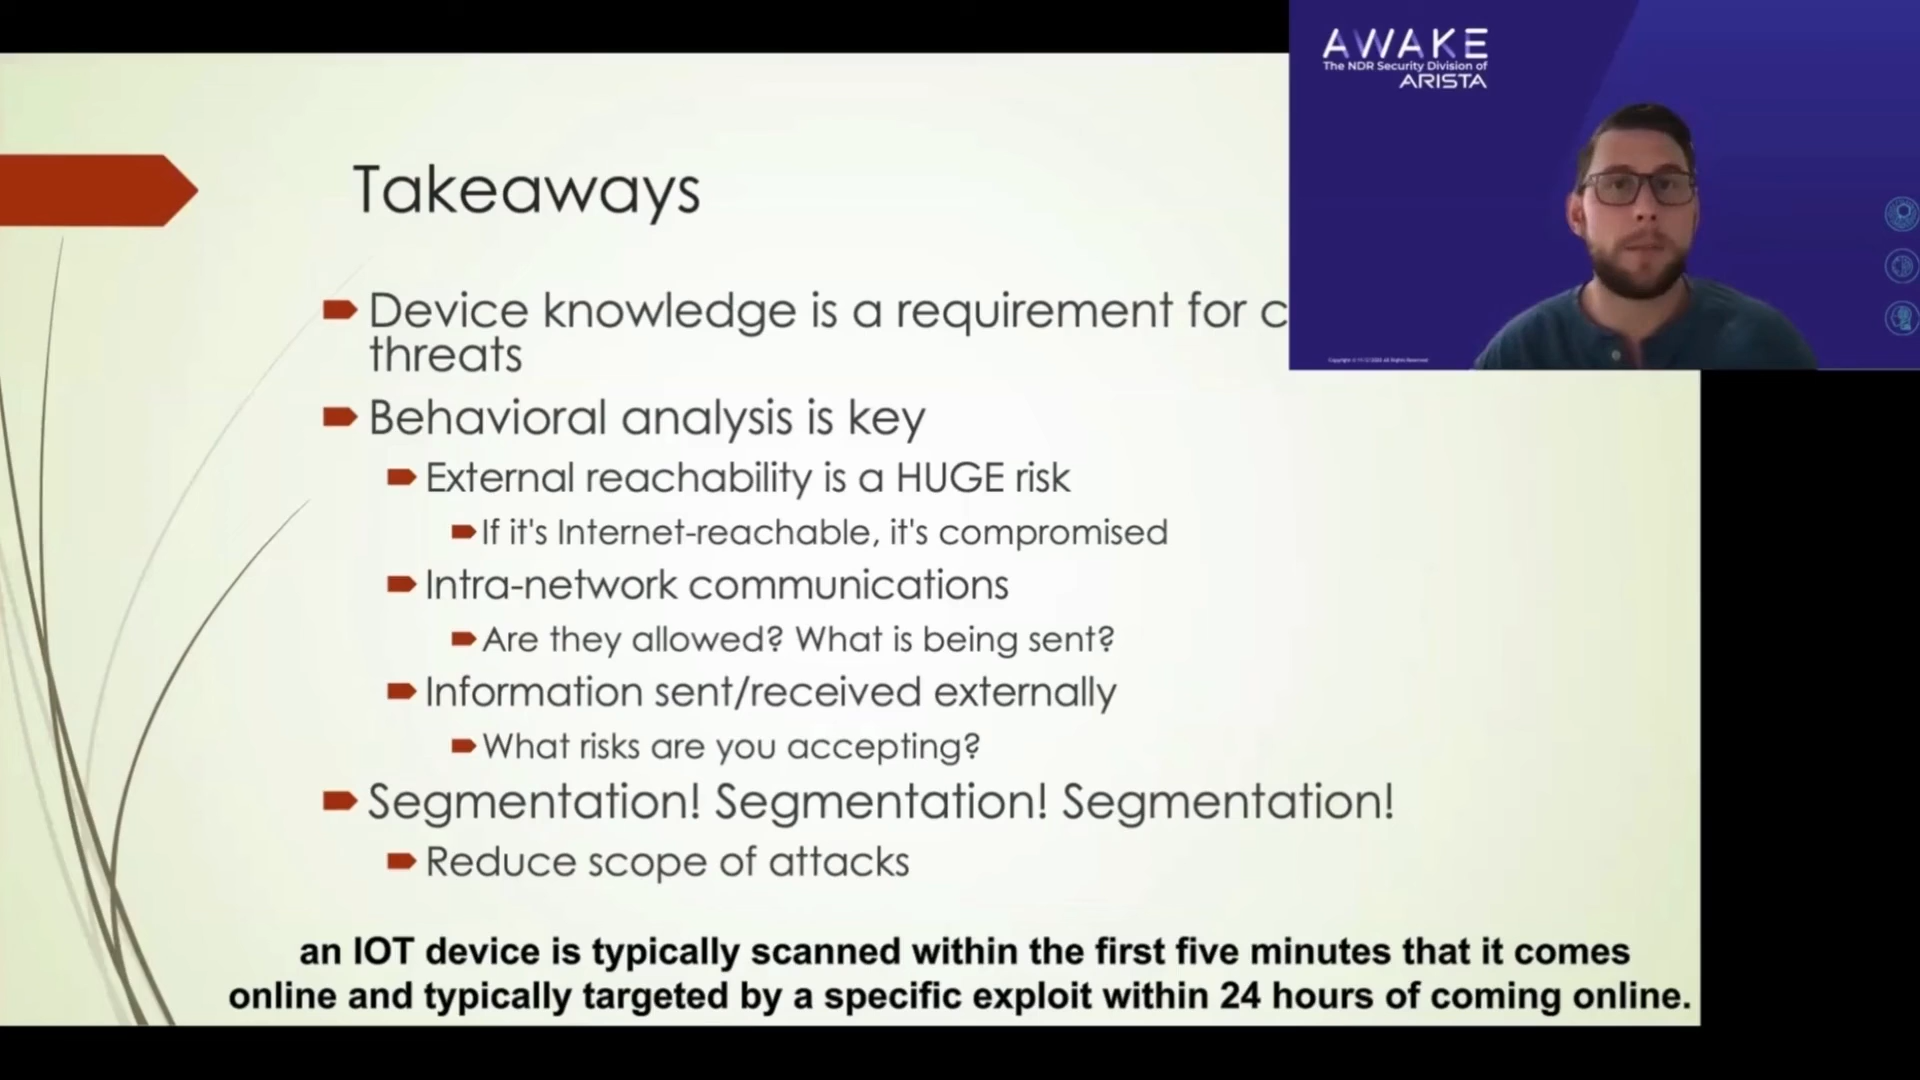 AWAKE
The NDR Security Division of
ARISTA
Takeaways
Device knowledge is a requirement for
threats
Behavioral analysis is key
External reachability is a HUGE risk
If it's Internet-reachable, it's compromised
Intra-network communications
Are they allowed? What is being sent?
Information sent/received externally
What risks are you accepting?
Segmentation! Segmentation! Segmentation!
Reduce scope of attacks
an IOT device is typically scanned within the first five minutes that it comes
online and typically targeted by a specific exploit within 24 hours of coming online.